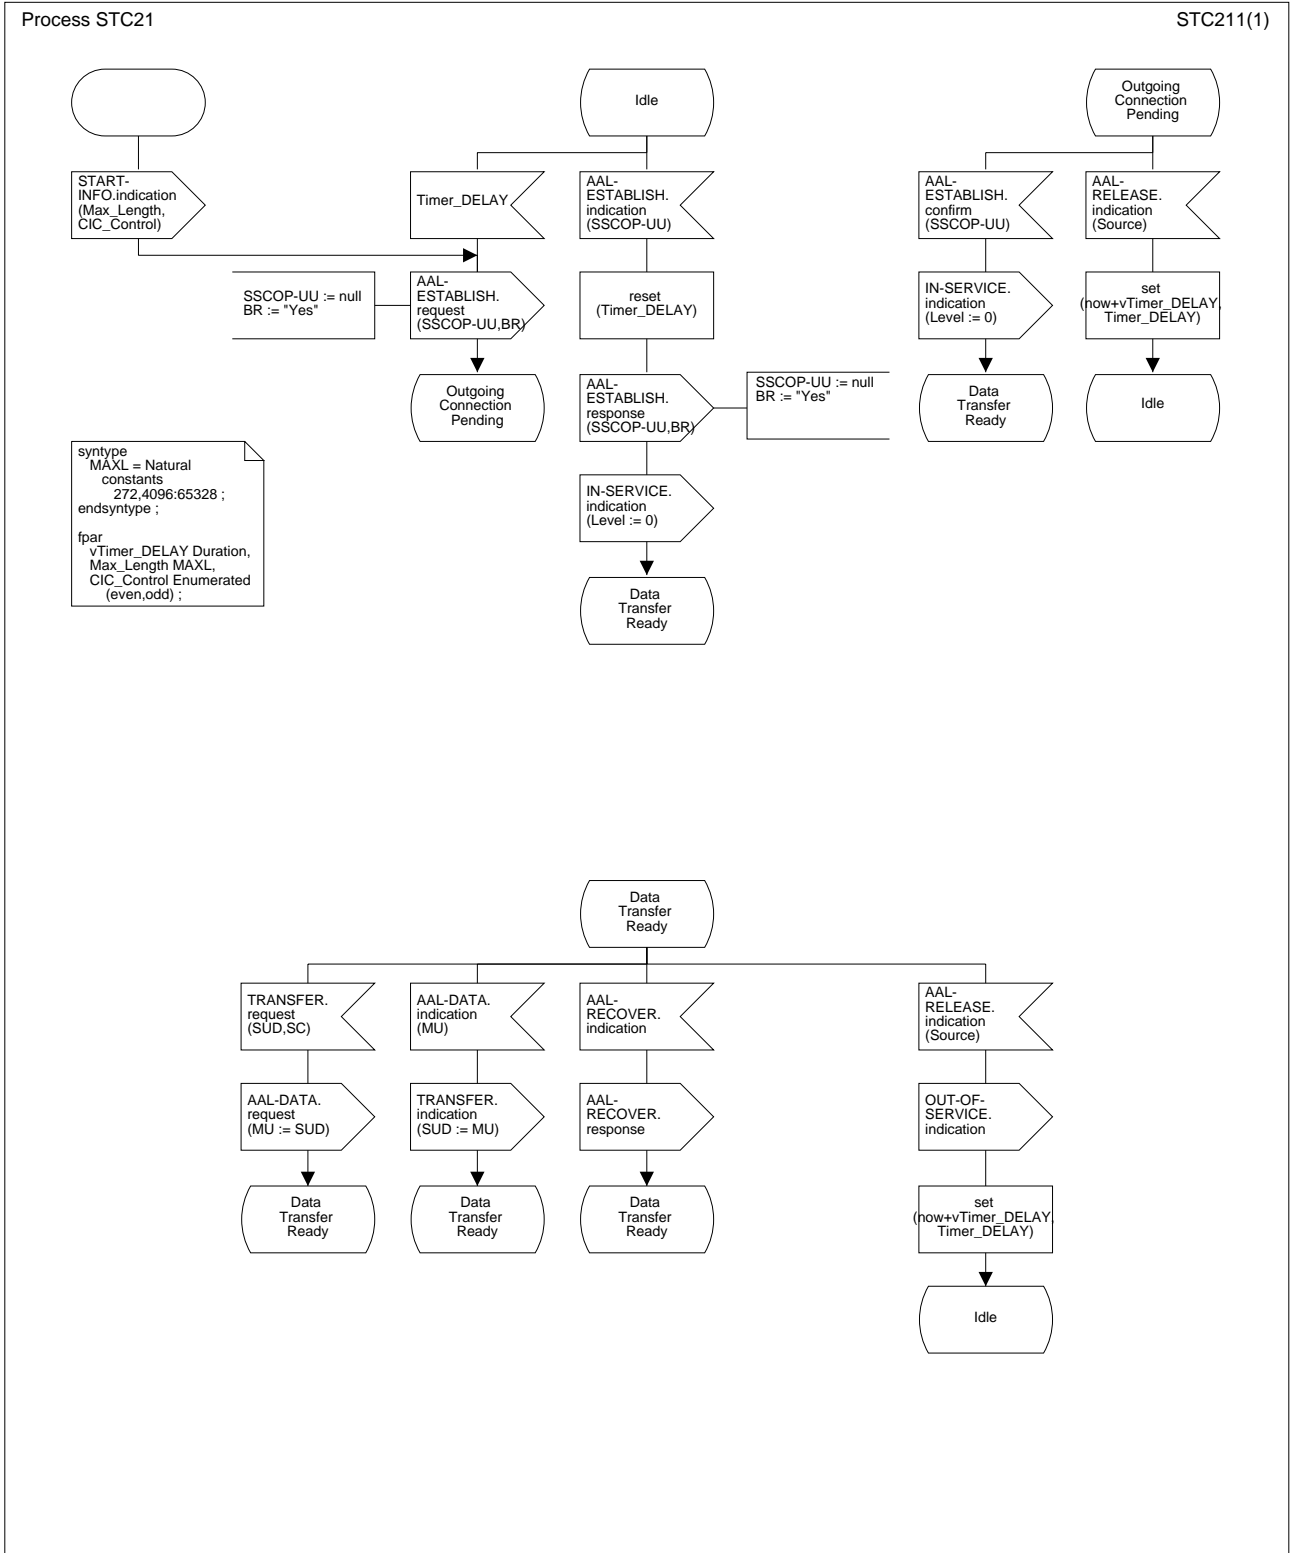 Process STC21
STC211(1)
START-
INFO.indication
(Max_Length,
CIC_Control)
Idle
Timer_DELAY
SSCOP-UU := null
BR := "Yes"
AAL-
ESTABLISH.
request
(SSCOP-UU,BR)
Outgoing
Connection
Pending
AAL-
ESTABLISH.
indication
(SSCOP-UU)
reset
(Timer_DELAY)
AAL-
ESTABLISH.
response
(SSCOP-UU,BR)
SSCOP-UU := null
BR := "Yes"
IN-SERVICE.
indication
(Level := 0)
Data
Transfer
Ready
Outgoing
Connection
Pending
AAL-
ESTABLISH.
confirm
(SSCOP-UU)
IN-SERVICE.
indication
(Level := 0)
Data
Transfer
Ready
AAL-
RELEASE.
indication
(Source)
set
(now+vTimer_DELAY,
Timer_DELAY)
Idle
syntype
MAXL = Natural
constants
272,4096:65328 ;
endsyntype ;
fpar
vTimer_DELAY Duration,
Max_Length MAXL,
CIC_Control Enumerated
(even,odd) ;
Data
Transfer
Ready
TRANSFER.
request
(SUD,SC)
AAL-DATA.
request
(MU := SUD)
Data
Transfer
Ready
AAL-DATA.
indication
(MU)
TRANSFER.
indication
(SUD := MU)
Data
Transfer
Ready
AAL-
RECOVER.
indication
AAL-
RECOVER.
response
Data
Transfer
Ready
AAL-
RELEASE.
indication
(Source)
OUT-OF-
SERVICE.
indication
set
(now+vTimer_DELAY,
Timer_DELAY)
Idle